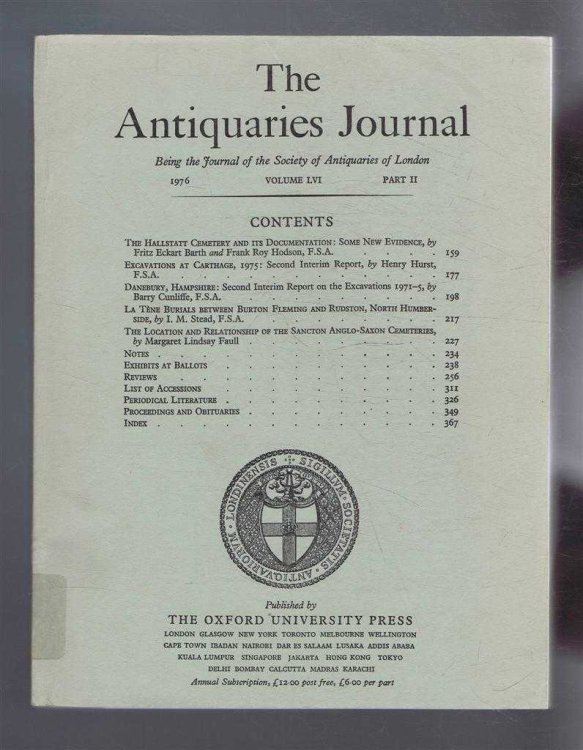 The
Antiquaries Journal
Being the Journal of the Society of Antiquaries of London
1976 VOLUME LVI PART II
CONTENTS
THE HALLSTATT CEMETERY AND ITS DOCUMENTATION: SOME NEW EVIDENCE, by
Fritz Eckart Barth and Frank Roy Hodson, F.S.A. . . . . . 159
EXCAVATIONS AT CARTHAGE, 1975: Second Interim Report, by Henry Hurst,
F.S.A. . . . . . . . . . . . . 177
DANEBURY, HAMPSHIRE: Second Interim Report on the Excavations 1971–5, by
Barry Cunliffe, F.S.A. . . . . . . . . . . 198
LA TÈNE BURIALS BETWEEN BURTON FLEMING AND RUDSTON, NORTH HUMBER-
SIDE, by I. M. Stead, F.S.A. . . . . . . . . . 217
THE LOCATION AND RELATIONSHIP OF THE SANCTON ANGLO-SAXON CEMETERIES,
by Margaret Lindsay Faull . . . . . . . . . 227
NOTES . . . . . . . . . . . . . 234
EXHIBITS AT BALLOTS . . . . . . . . . . 238
REVIEWS . . . . . . . . . . . . 256
LIST OF ACCESSIONS . . . . . . . . . . 311
PERIODICAL LITERATURE . . . . . . . . . . 326
PROCEEDINGS AND OBITUARIES . . . . . . . . . 349
INDEX . . . . . . . . . . . . . 367
SIGILLVM · SOCIETATIS · ANTIQVARIORVM · LONDINENSIS
Published by
THE OXFORD UNIVERSITY PRESS
LONDON GLASGOW NEW YORK TORONTO MELBOURNE WELLINGTON
CAPE TOWN IBADAN NAIROBI DAR ES SALAAM LUSAKA ADDIS ABABA
KUALA LUMPUR SINGAPORE JAKARTA HONG KONG TOKYO
DELHI BOMBAY CALCUTTA MADRAS KARACHI
Annual Subscription, £12·00 post free, £6·00 per part